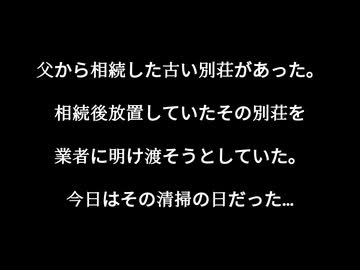 父から相続した古い別荘があった。
相続後放置していたその別荘を
業者に明け渡そうとしていた。
今日はその清掃の日だった...